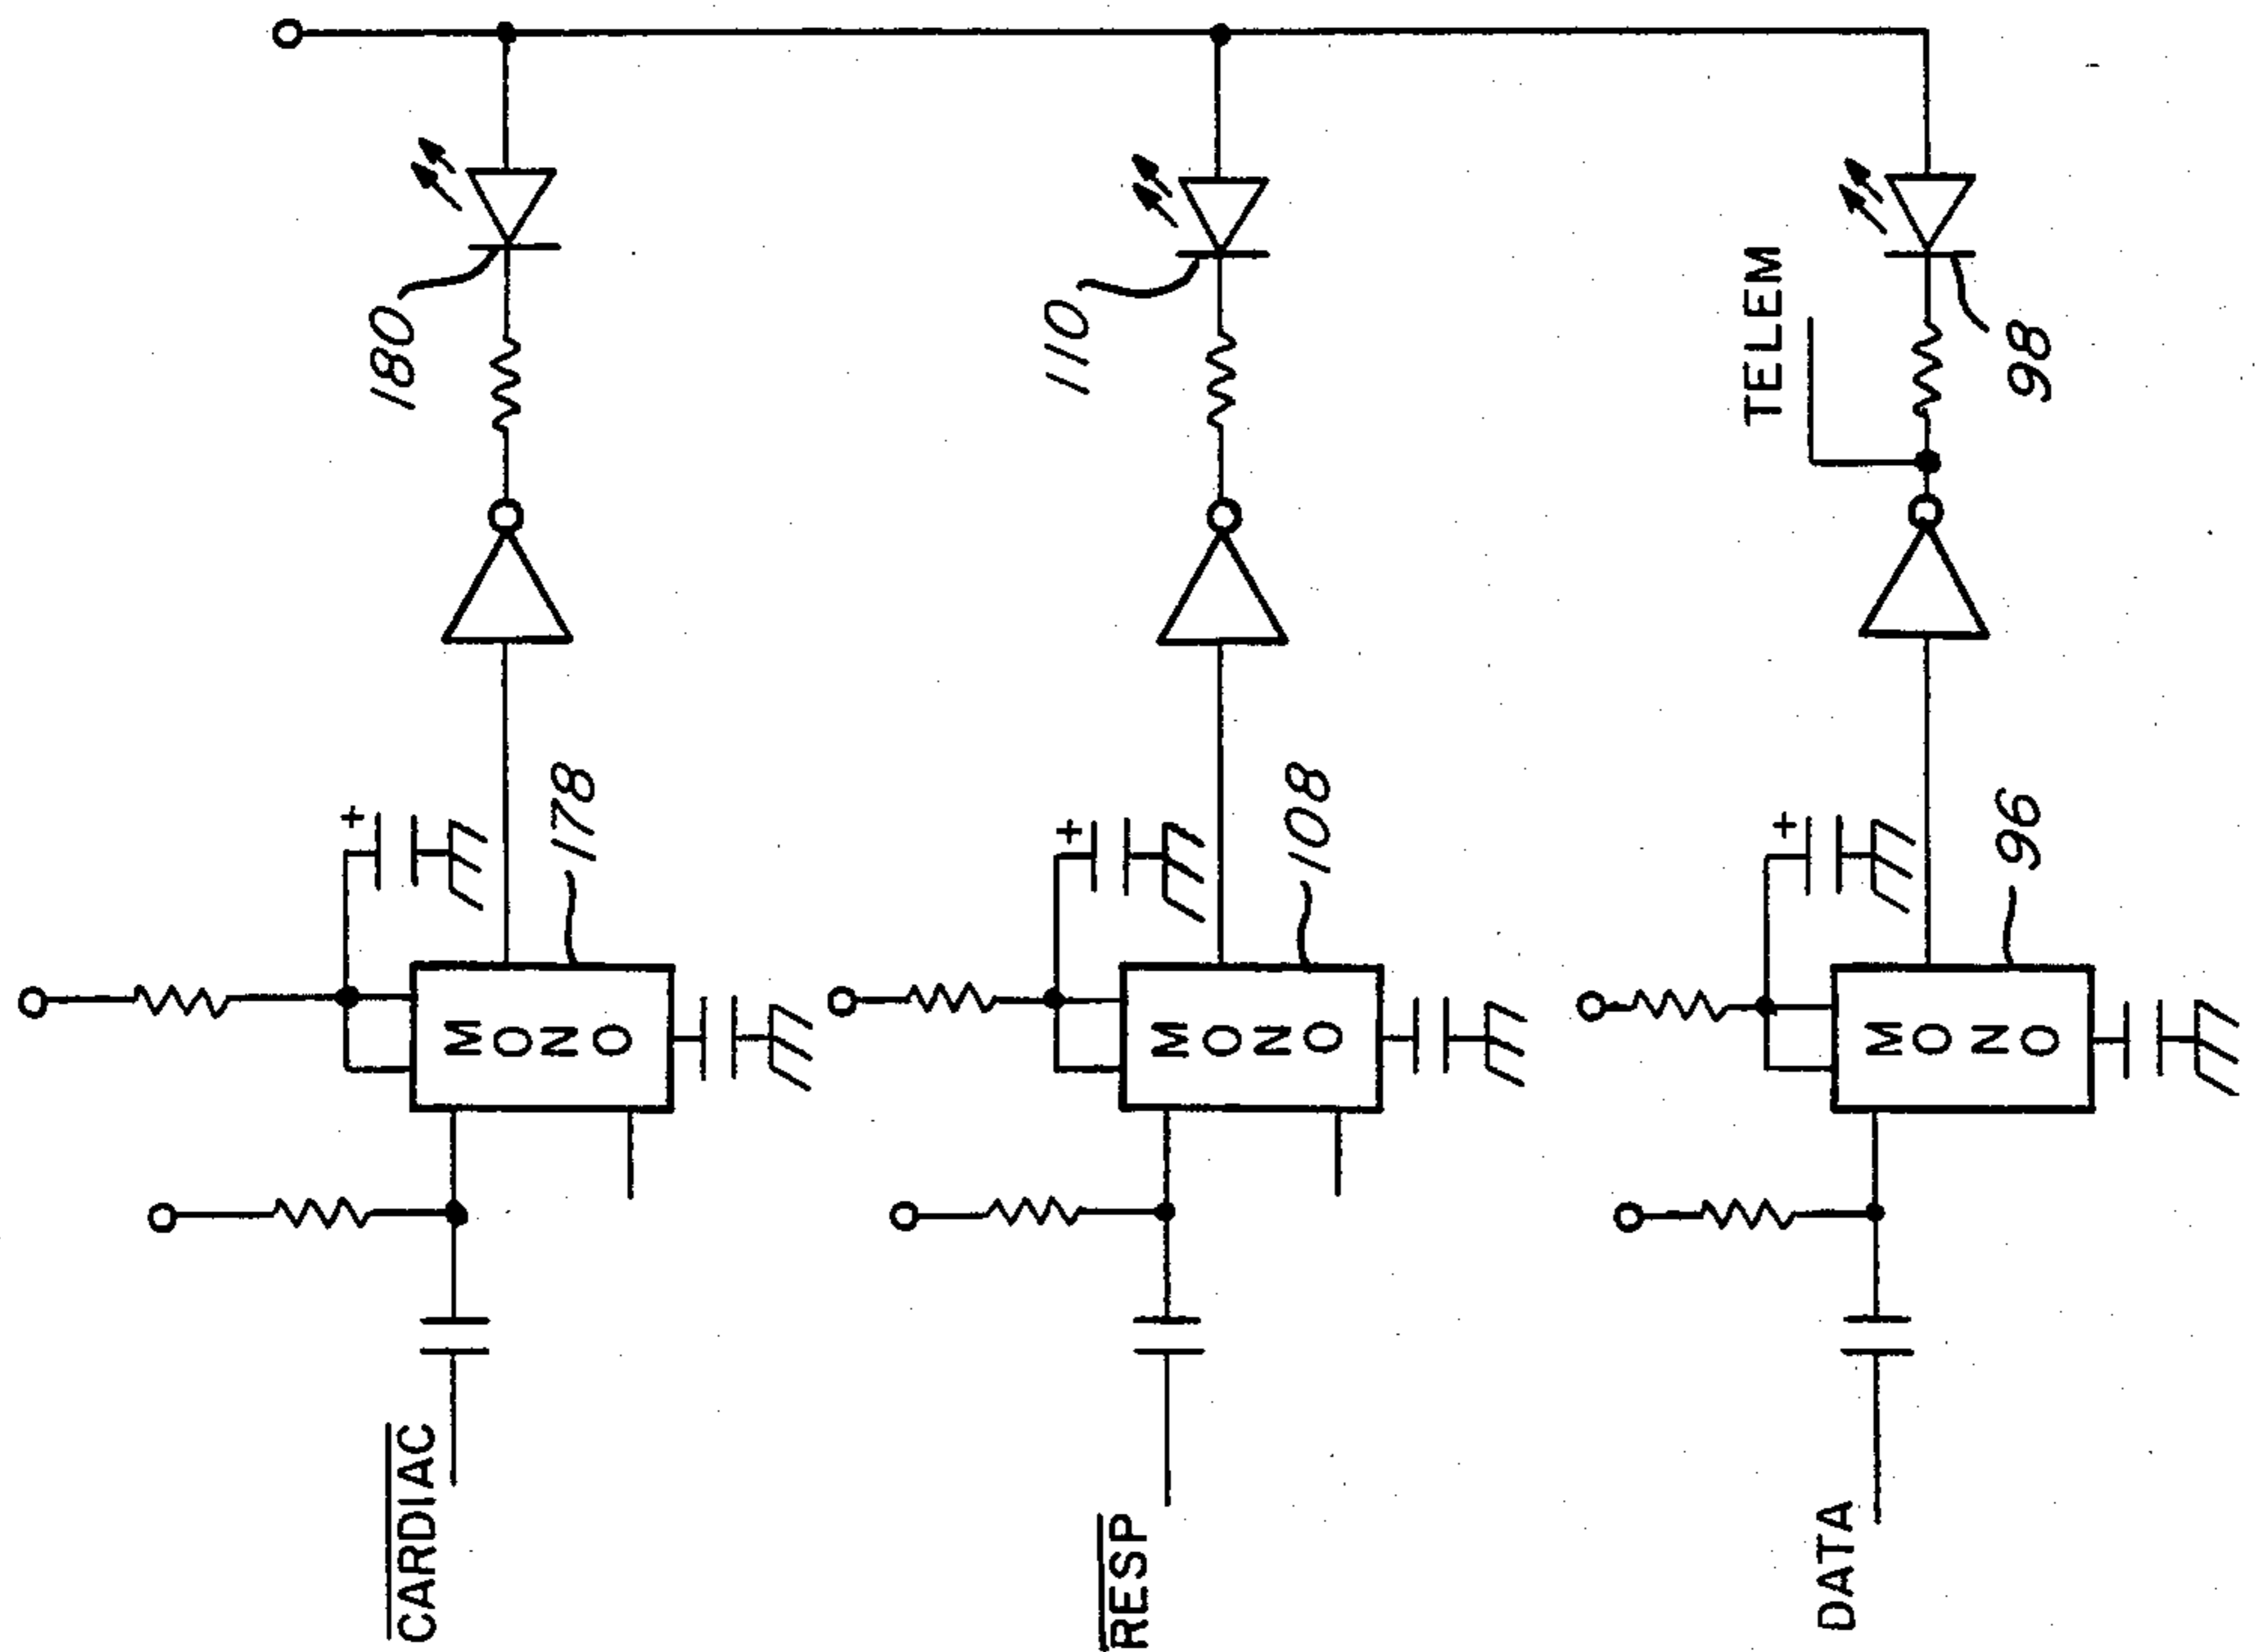 CARDIAC
MONO
178
180
+
RESP
MONO
108
110
+
DATA
MONO
96
TELEM
98
+